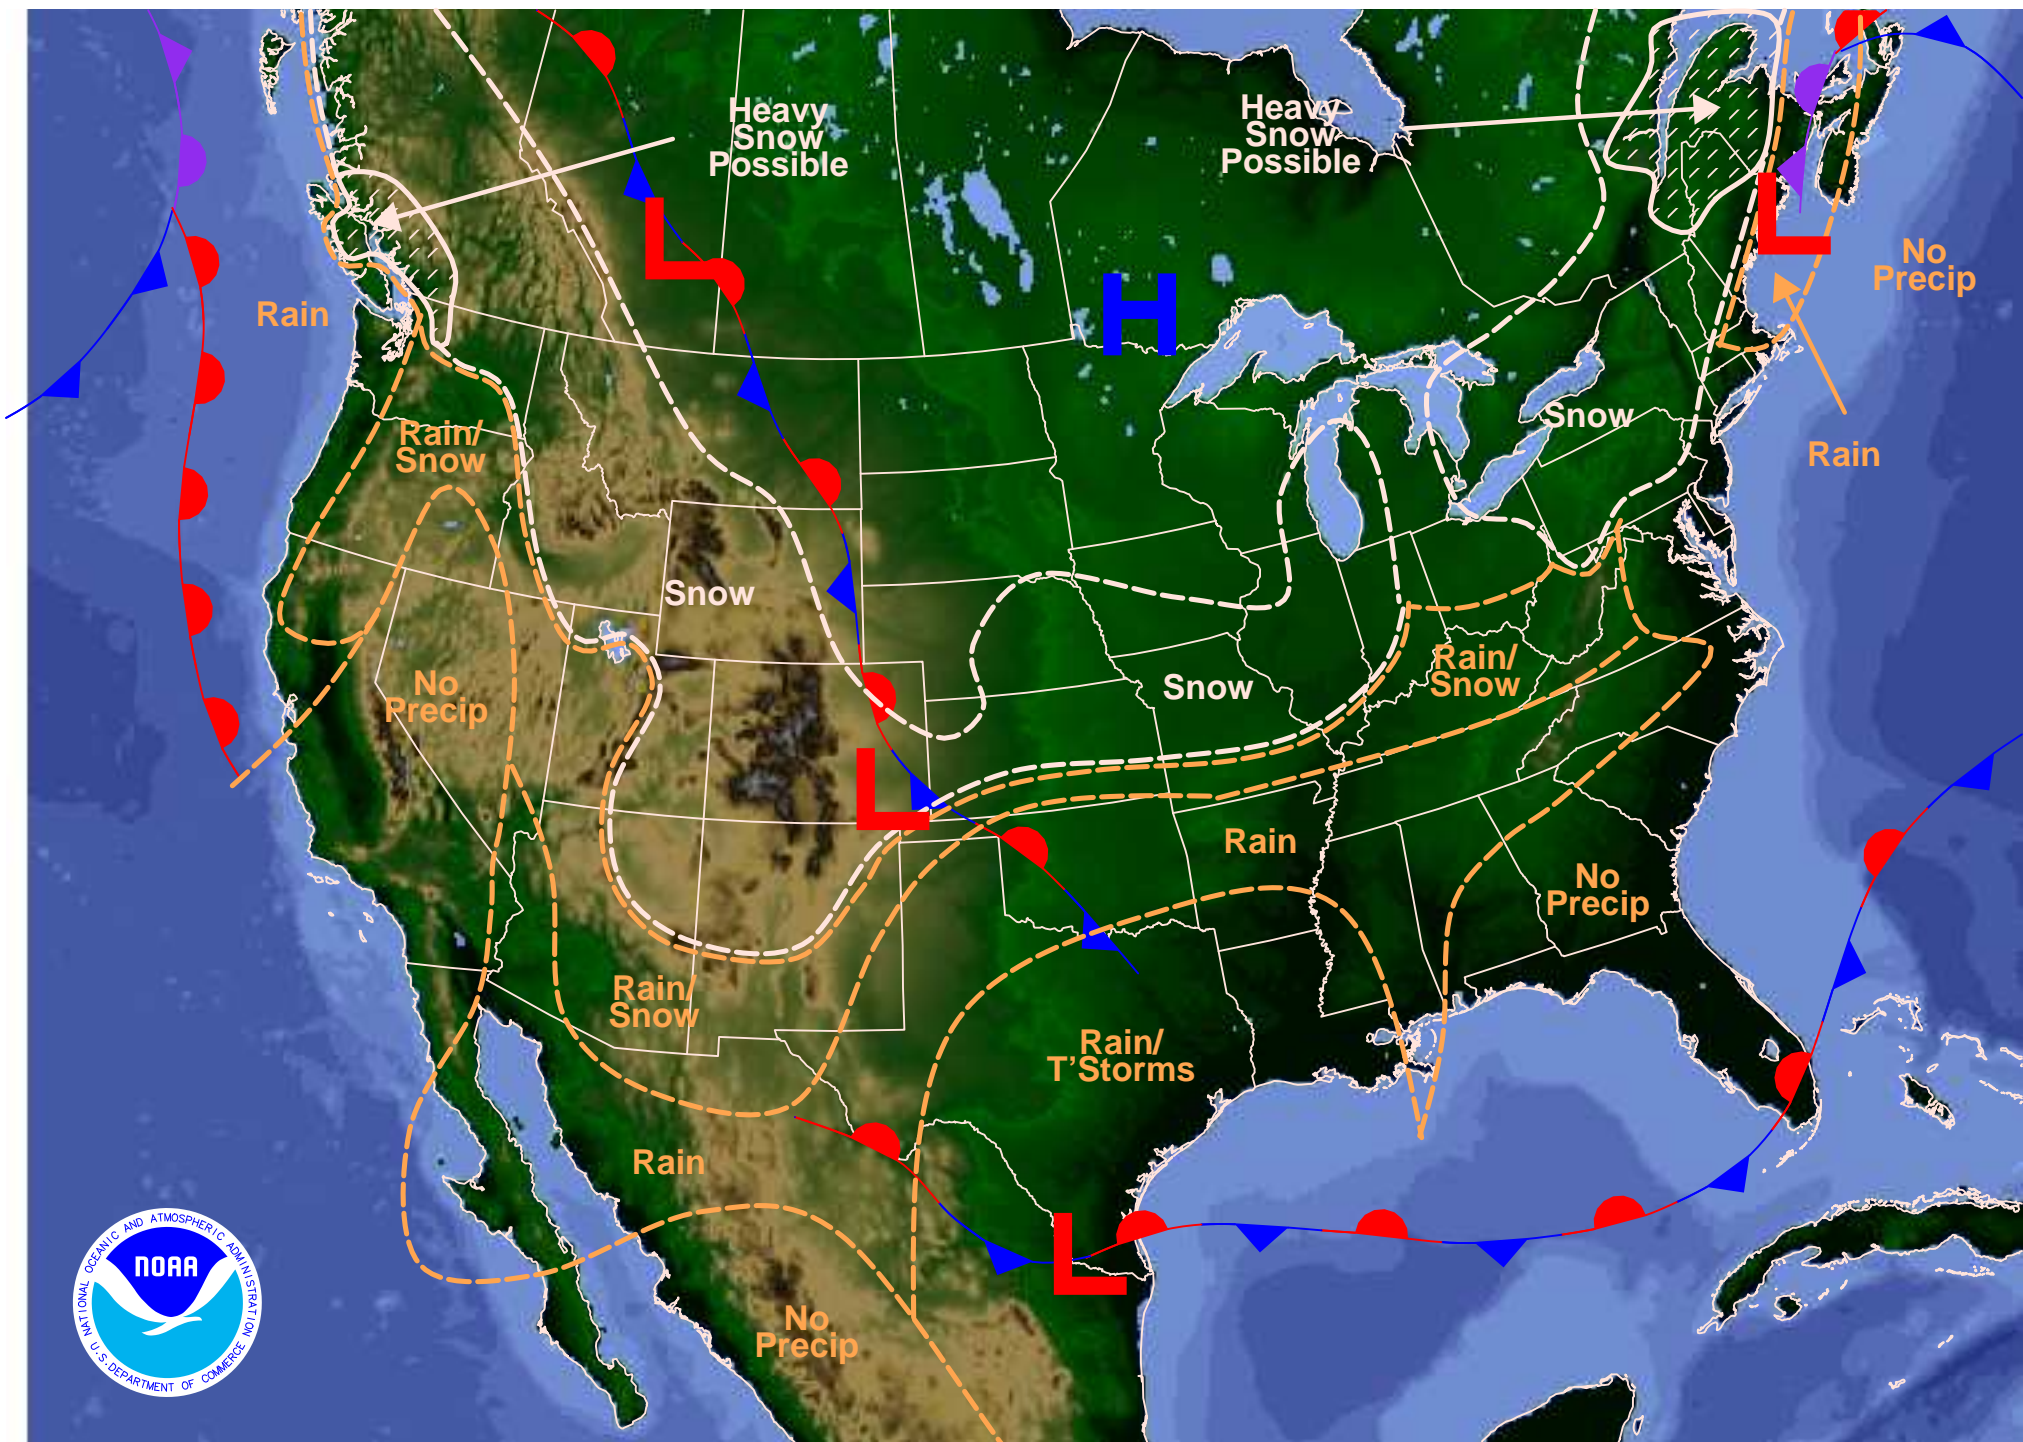 Heavy
Snow
Possible
Heavy
Snow
Possible
No
Precip
Rain
Snow
Rain/
Snow
Rain
Snow
No
Precip
Snow
Rain/
Snow
Rain
No
Precip
Rain/
Snow
Rain/
T'Storms
Rain
No
Precip
L
H
L
L
L
NATIONAL OCEANIC AND ATMOSPHERIC ADMINISTRATION
NOAA
U.S. DEPARTMENT OF COMMERCE